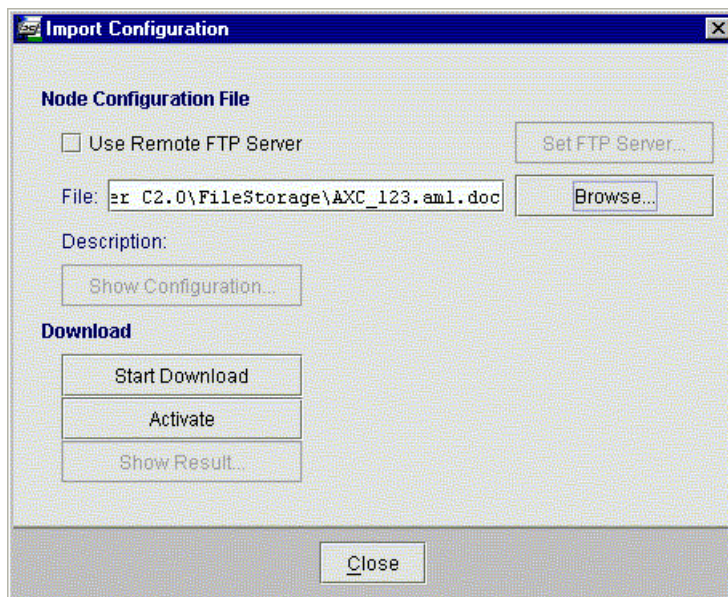 Import Configuration
Node Configuration File
Use Remote FTP Server
Set FTP Server...
File: er C2.0\FileStorage\AXC_123.aml.doc
Browse...
Description:
Show Configuration...
Download
Start Download
Activate
Show Result...
Close